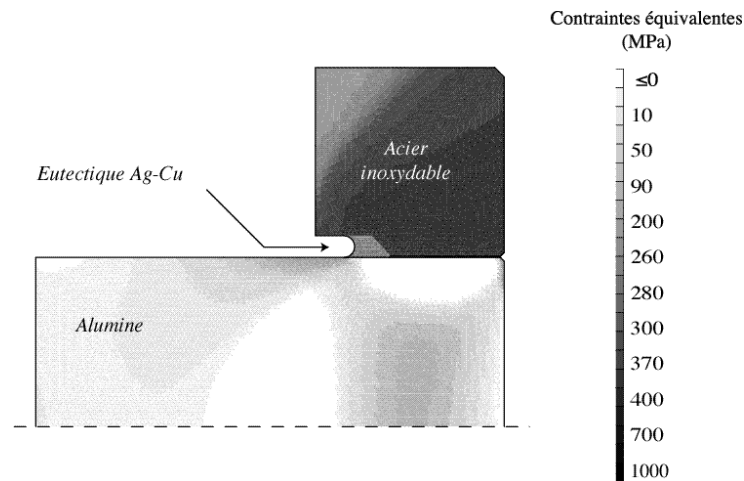 Contraintes équivalentes
(MPa)
≤0
10
50
90
200
260
280
300
370
400
700
1000
Acier
inoxydable
Eutectique Ag-Cu
Alumine